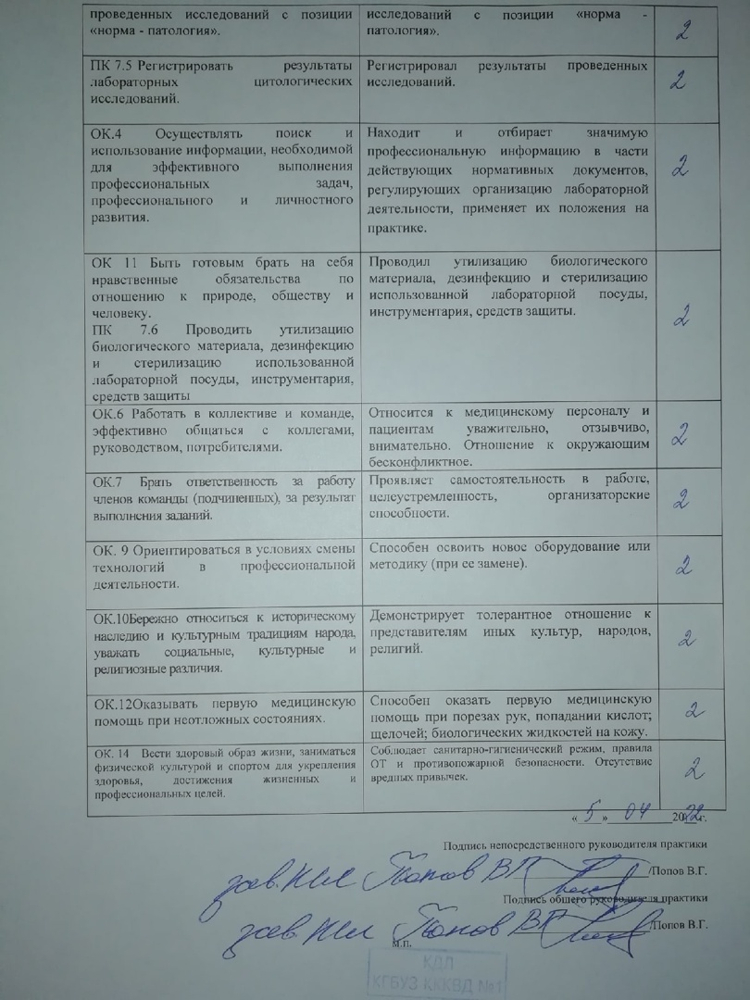 проведенных исследований с позиции
«норма - патология».
исследований с позиции «норма -
патология».
2
ПК 7.5 Регистрировать результаты
лабораторных цитологических
исследований.
Регистрировал результаты проведенных
исследований.
2
ОК.4 Осуществлять поиск и
использование информации, необходимой
для эффективного выполнения
профессиональных задач,
профессионального и личностного
развития.
Находит и отбирает значимую
профессиональную информацию в части
действующих нормативных документов,
регулирующих организацию лабораторной
деятельности, применяет их положения на
практике.
2
ОК 11 Быть готовым брать на себя
нравственные обязательства по
отношению к природе, обществу и
человеку.
ПК 7.6 Проводить утилизацию
биологического материала, дезинфекцию
и стерилизацию использованной
лабораторной посуды, инструментария,
средств защиты
Проводил утилизацию биологического
материала, дезинфекцию и стерилизацию
использованной лабораторной посуды,
инструментария, средств защиты.
2
ОК.6 Работать в коллективе и команде,
эффективно общаться с коллегами,
руководством, потребителями.
Относится к медицинскому персоналу и
пациентам уважительно, отзывчиво,
внимательно. Отношение к окружающим
бесконфликтное.
2
ОК.7 Брать ответственность за работу
членов команды (подчиненных), за результат
выполнения заданий.
Проявляет самостоятельность в работе,
целеустремленность, организаторские
способности.
2
ОК. 9 Ориентироваться в условиях смены
технологий в профессиональной
деятельности.
Способен освоить новое оборудование или
методику (при ее замене).
2
ОК.10Бережно относиться к историческому
наследию и культурным традициям народа,
уважать социальные, культурные и
религиозные различия.
Демонстрирует толерантное отношение к
представителям иных культур, народов,
религий.
2
ОК.12Оказывать первую медицинскую
помощь при неотложных состояниях.
Способен оказать первую медицинскую
помощь при порезах рук, попадании кислот;
щелочей; биологических жидкостей на кожу.
2
ОК. 14 Вести здоровый образ жизни, заниматься
физической культурой и спортом для укрепления
здоровья, достижения жизненных и
профессиональных целей.
Соблюдает санитарно-гигиенический режим, правила
ОТ и противопожарной безопасности. Отсутствие
вредных привычек.
2
« 5 » 04 2022 г.
Подпись непосредственного руководителя практики
зав. КДЛ Попов ВГ /Попов В.Г.
Подпись общего руководителя практики
зав КДЛ Попов ВГ /Попов В.Г.
М.П.
КДЛ
КГБУЗ КККВД №1